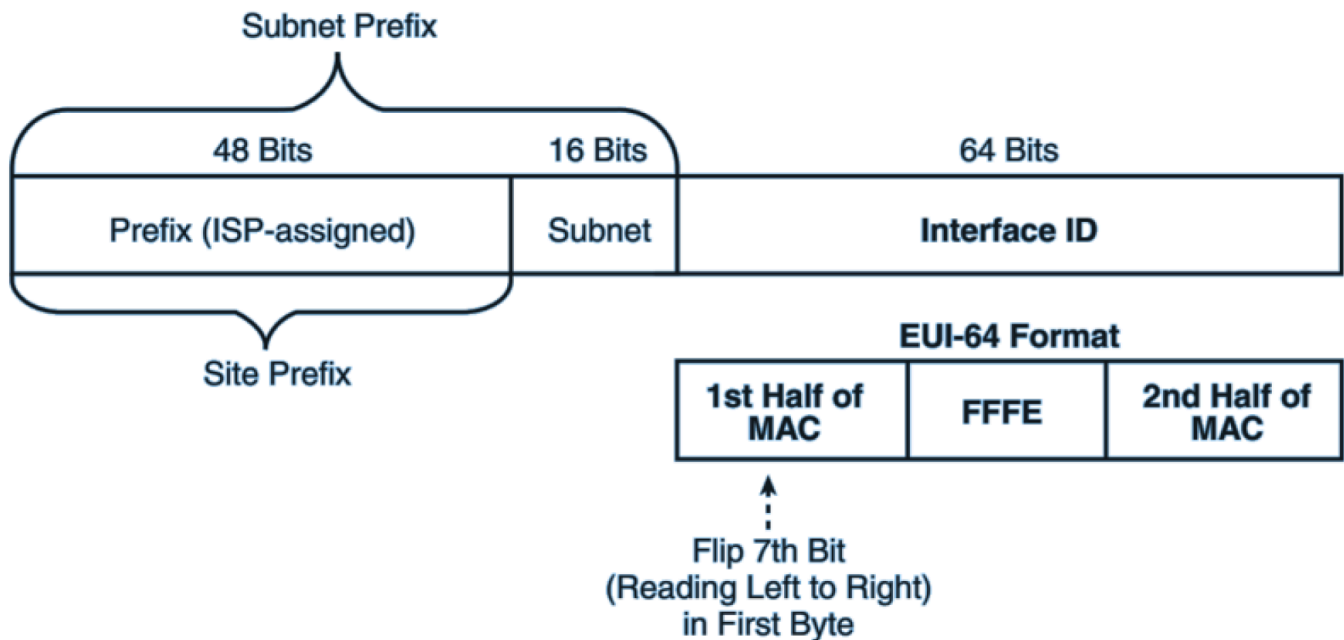 Subnet Prefix
48 Bits
16 Bits
64 Bits
Prefix (ISP-assigned)
Subnet
Interface ID
Site Prefix
EUI-64 Format
1st Half of
MAC
FFFE
2nd Half of
MAC
Flip 7th Bit
(Reading Left to Right)
in First Byte